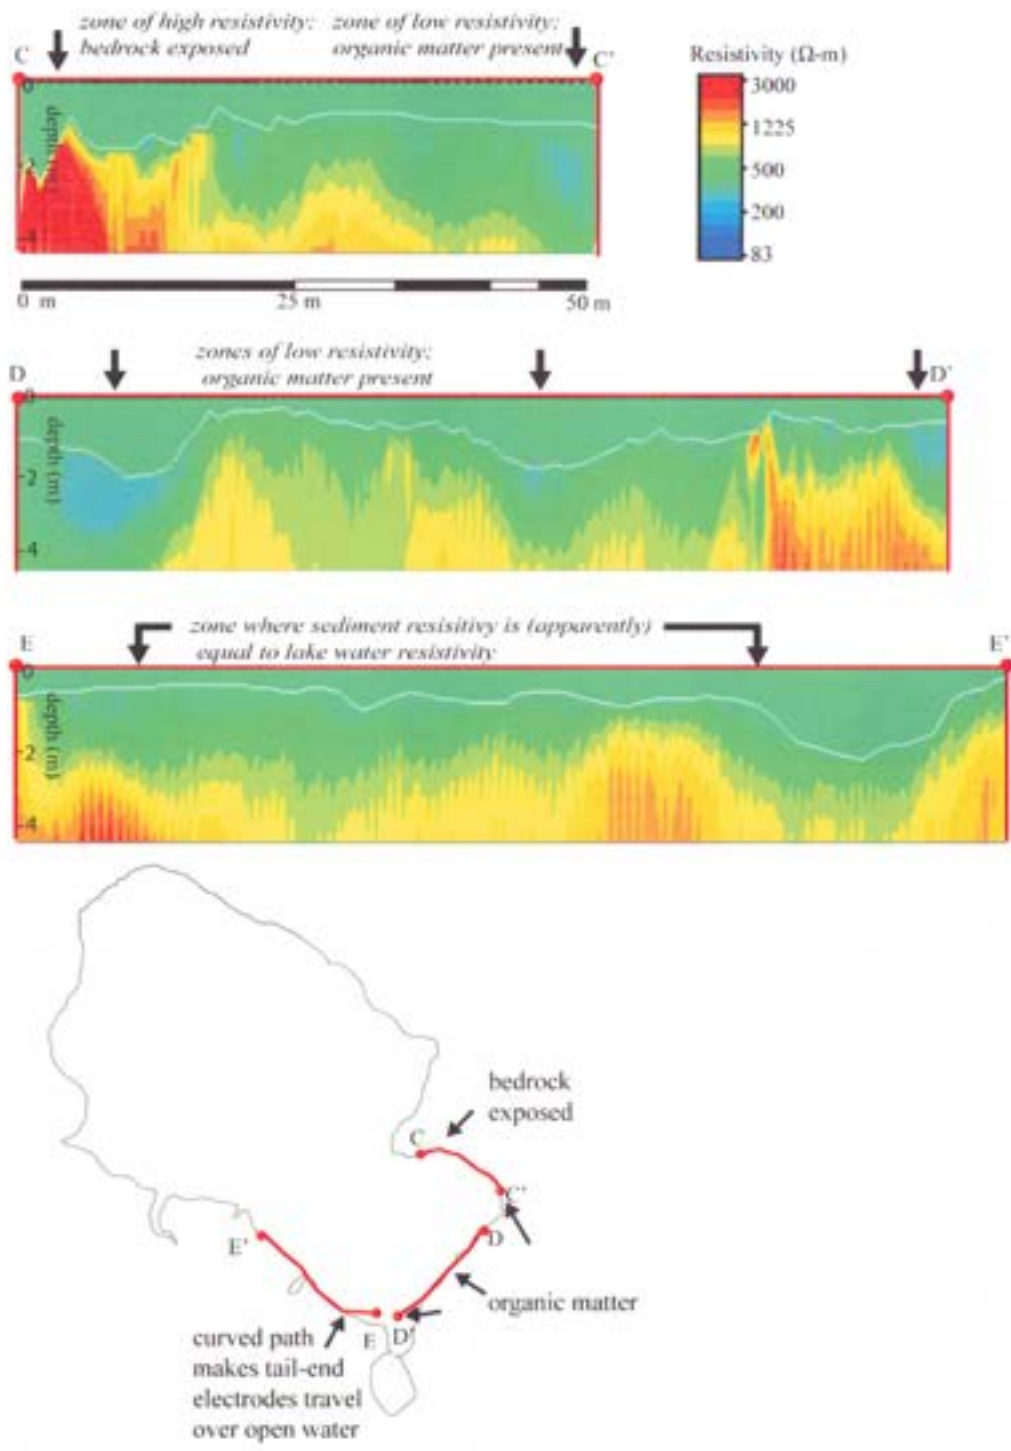 zone of high resistivity;
bedrock exposed
zone of low resistivity;
organic matter present
C
C'
0
depth
2
4
Resistivity (Ω-m)
3000
1225
500
200
83
0 m
25 m
50 m
zones of low resistivity;
organic matter present
D
D'
0
depth (m)
2
4
zone where sediment resisitivy is (apparently)
equal to lake water resistivity
E
E'
0
depth (m)
2
4
bedrock
exposed
C
C'
D
E'
organic matter
E
D'
curved path
makes tail-end
electrodes travel
over open water